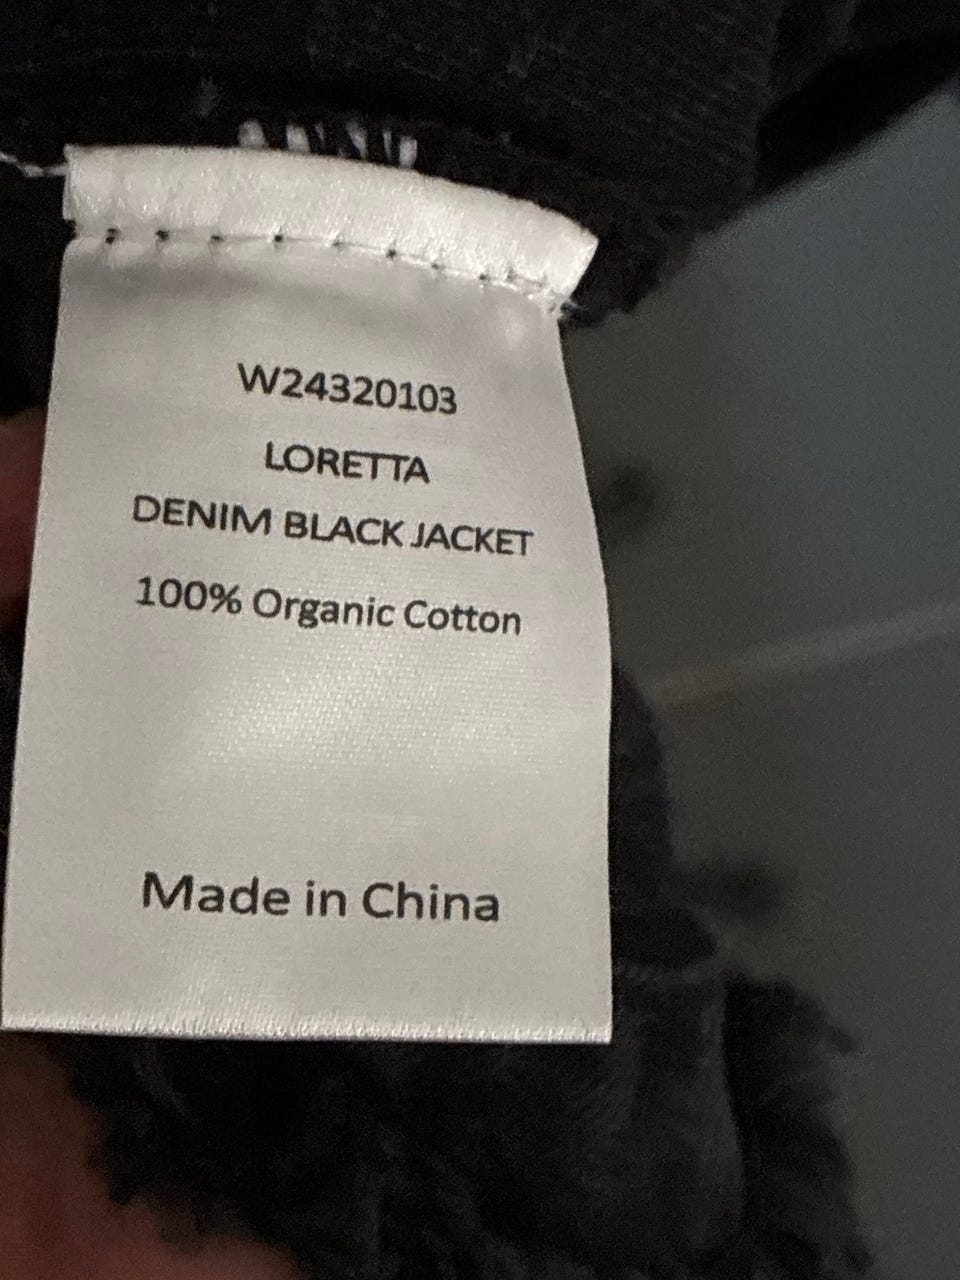 W24320103
LORETTA
DENIM BLACK JACKET
100% Organic Cotton
Made in China